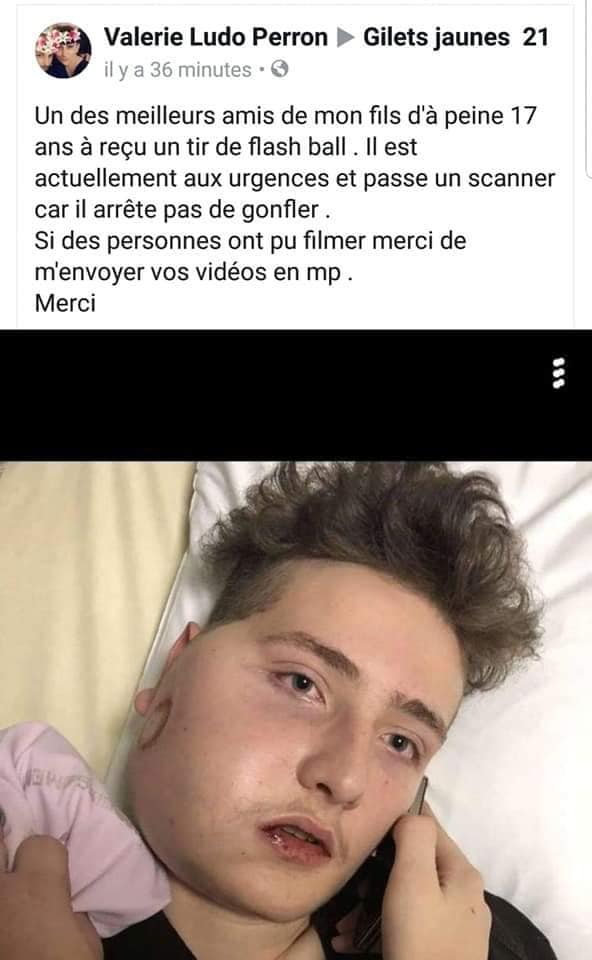 Valerie Ludo Perron ▶ Gilets jaunes 21
il y a 36 minutes •
Un des meilleurs amis de mon fils d'à peine 17
ans à reçu un tir de flash ball . Il est
actuellement aux urgences et passe un scanner
car il arrête pas de gonfler .
Si des personnes ont pu filmer merci de
m'envoyer vos vidéos en mp .
Merci